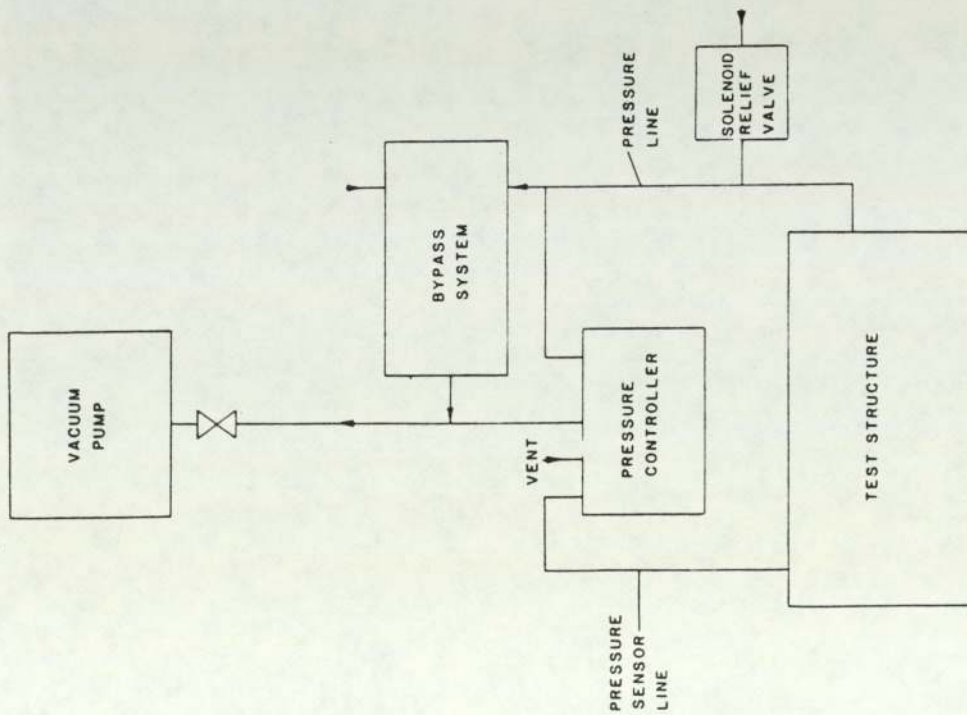 VACUUM
PUMP
BYPASS
SYSTEM
PRESSURE
LINE
SOLENOID
RELIEF
VALVE
VENT
PRESSURE
CONTROLLER
PRESSURE
SENSOR
LINE
TEST STRUCTURE